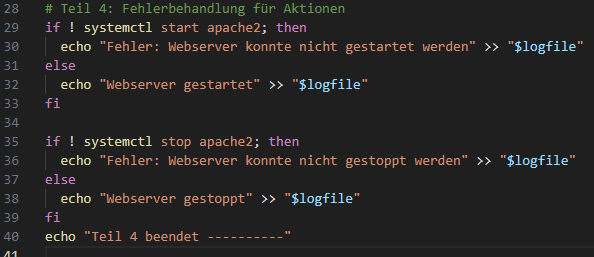 28 # Teil 4: Fehlerbehandlung für Aktionen
29 if ! systemctl start apache2; then
30   echo "Fehler: Webserver konnte nicht gestartet werden" >> "$logfile"
31 else
32   echo "Webserver gestartet" >> "$logfile"
33 fi
34
35 if ! systemctl stop apache2; then
36   echo "Fehler: Webserver konnte nicht gestoppt werden" >> "$logfile"
37 else
38   echo "Webserver gestoppt" >> "$logfile"
39 fi
40 echo "Teil 4 beendet ----------"
41